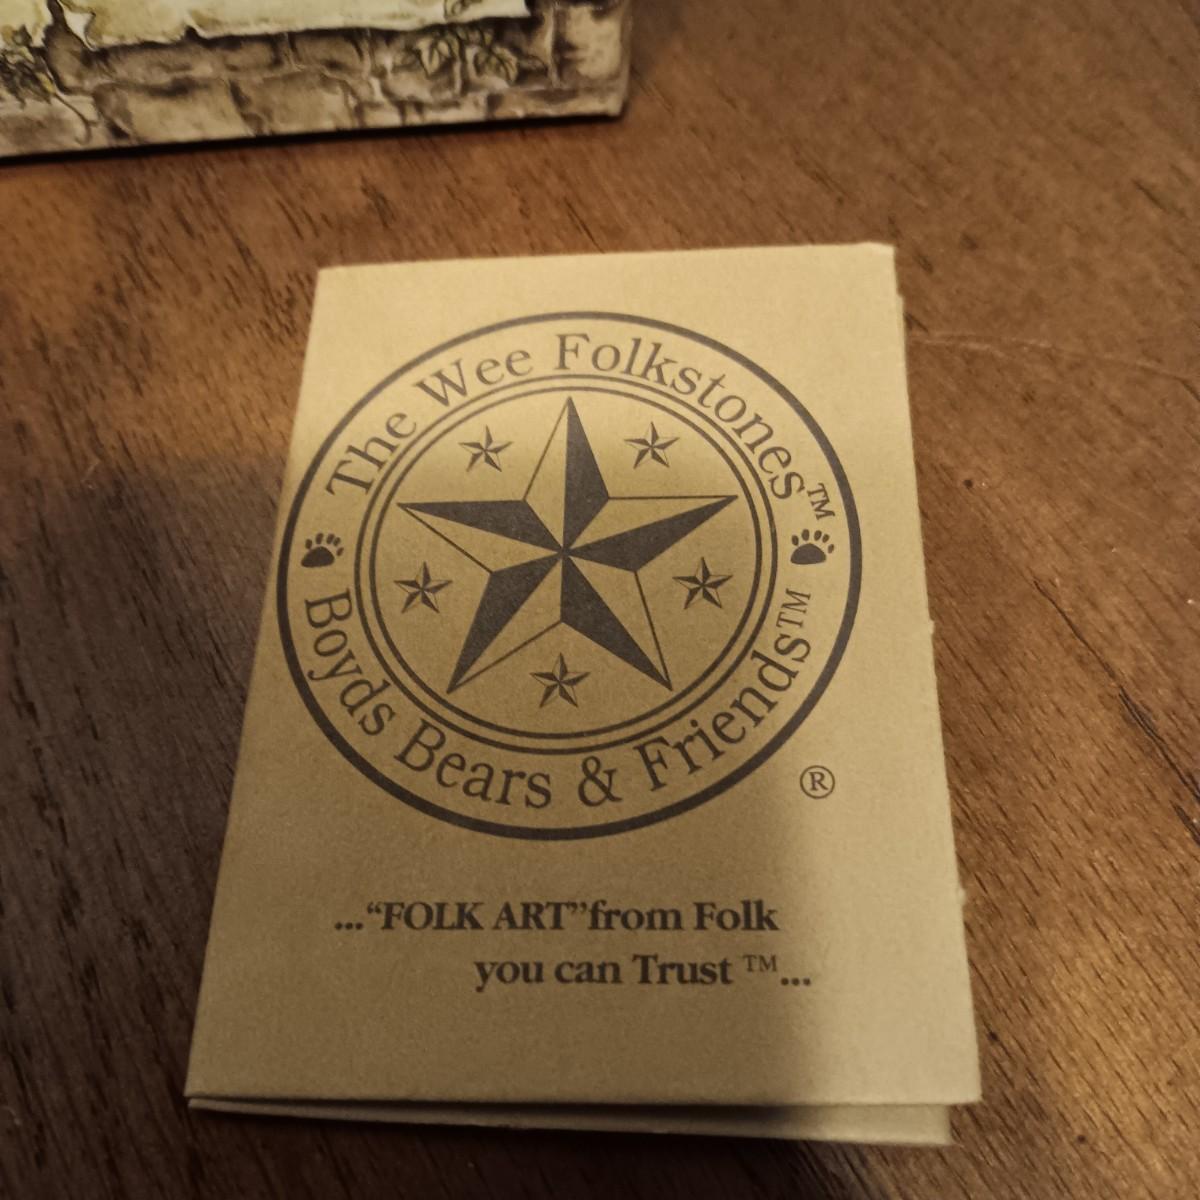 The Wee Folkstones™
Boyds Bears & Friends™
®
..."FOLK ART"from Folk
you can Trust ™...